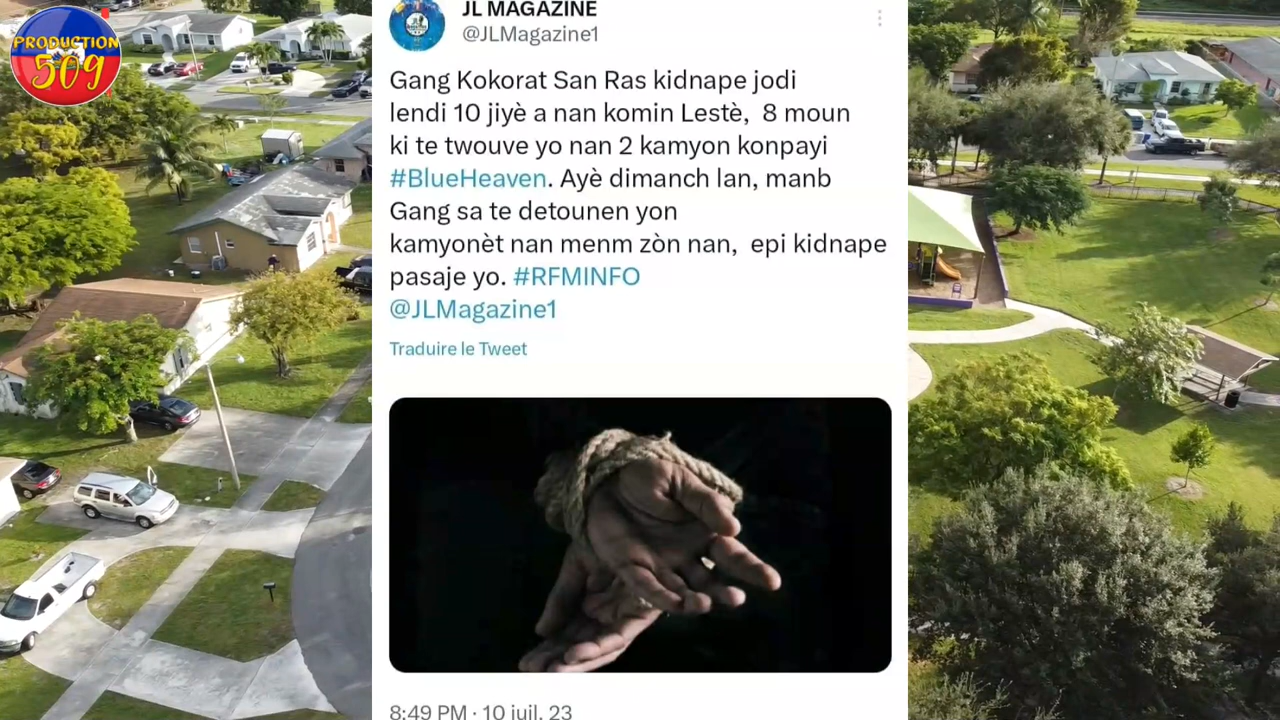 PRODUCTION
509
JL MAGAZINE
@JLMagazine1
Gang Kokorat San Ras kidnape jodi
lendi 10 jiyè a nan komin Lestè, 8 moun
ki te twouve yo nan 2 kamyon konpayi
#BlueHeaven. Ayè dimanch lan, manb
Gang sa te detounen yon
kamyonèt nan menm zòn nan, epi kidnape
pasaje yo. #RFMINFO
@JLMagazine1
Traduire le Tweet
8:49 PM · 10 juil. 23